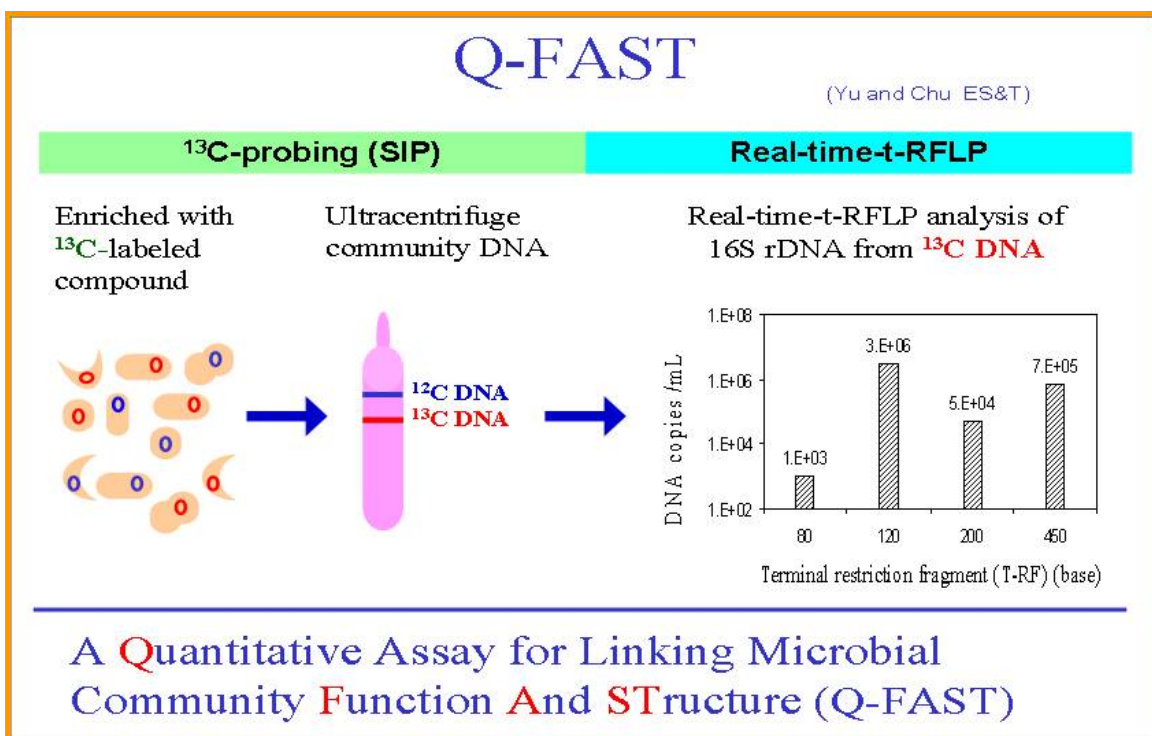 Q-FAST
(Yu and Chu ES&T)
¹³C-probing (SIP)
Real-time-t-RFLP
Enriched with
¹³C-labeled
compound
Ultracentrifuge
community DNA
¹²C DNA
¹³C DNA
Real-time-t-RFLP analysis of
16S rDNA from ¹³C DNA
DNA copies /mL
1.E+08
1.E+06
1.E+04
1.E+02
1.E+03
3.E+06
5.E+04
7.E+05
80 120 200 450
Terminal restriction fragment (T-RF) (base)
A Quantitative Assay for Linking Microbial
Community Function And STructure (Q-FAST)